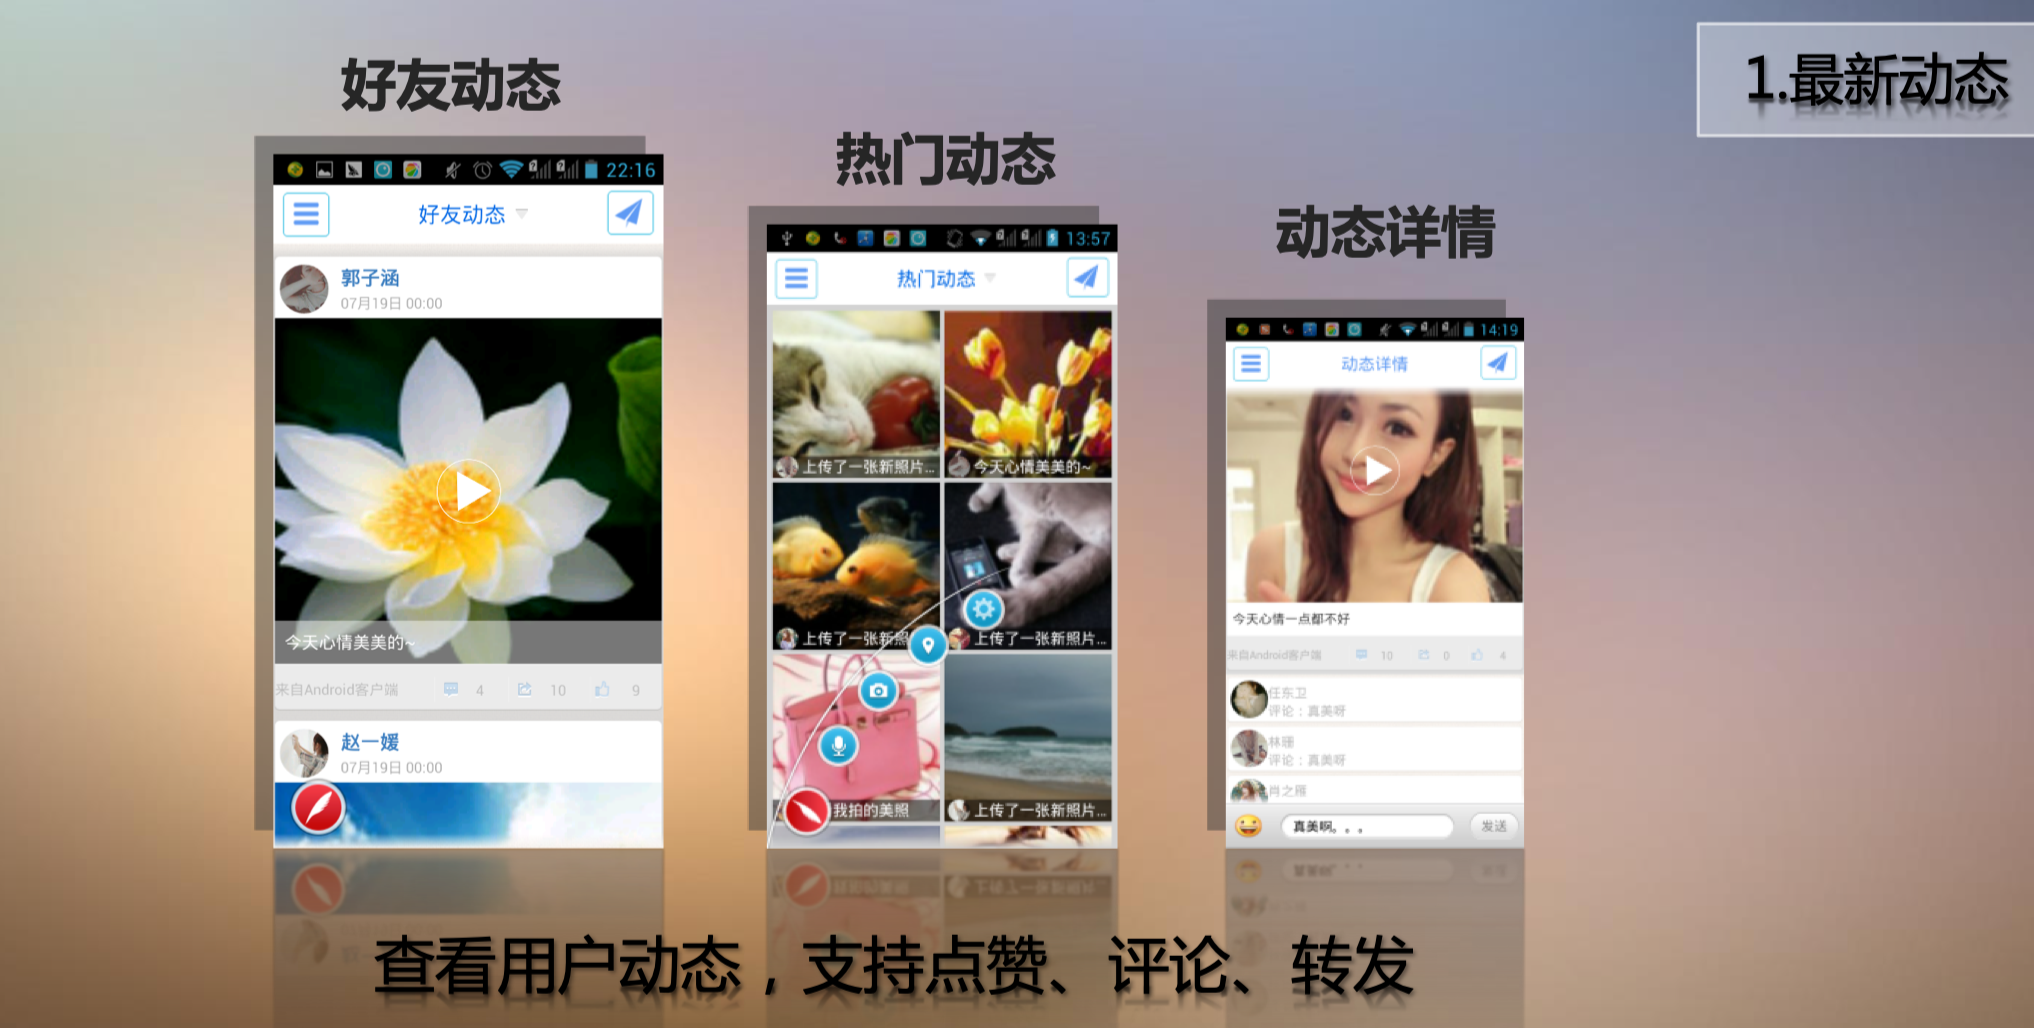 1.最新动态
好友动态
22:16
好友动态
郭子涵
07月19日 00:00
今天心情美美的~
来自Android客户端 4 10 9
赵一媛
07月19日 00:00
热门动态
13:57
热门动态
上传了一张新照片...
今天心情美美的~
上传了一张新照
上传了一张新照片...
我拍的美照
上传了一张新照片...
动态详情
14:19
动态详情
今天心情一点都不好
来自Android客户端 10 0 4
任东卫
评论：真美呀
林珊
评论：真美呀
肖之雁
真美啊。。。
发送
查看用户动态，支持点赞、评论、转发